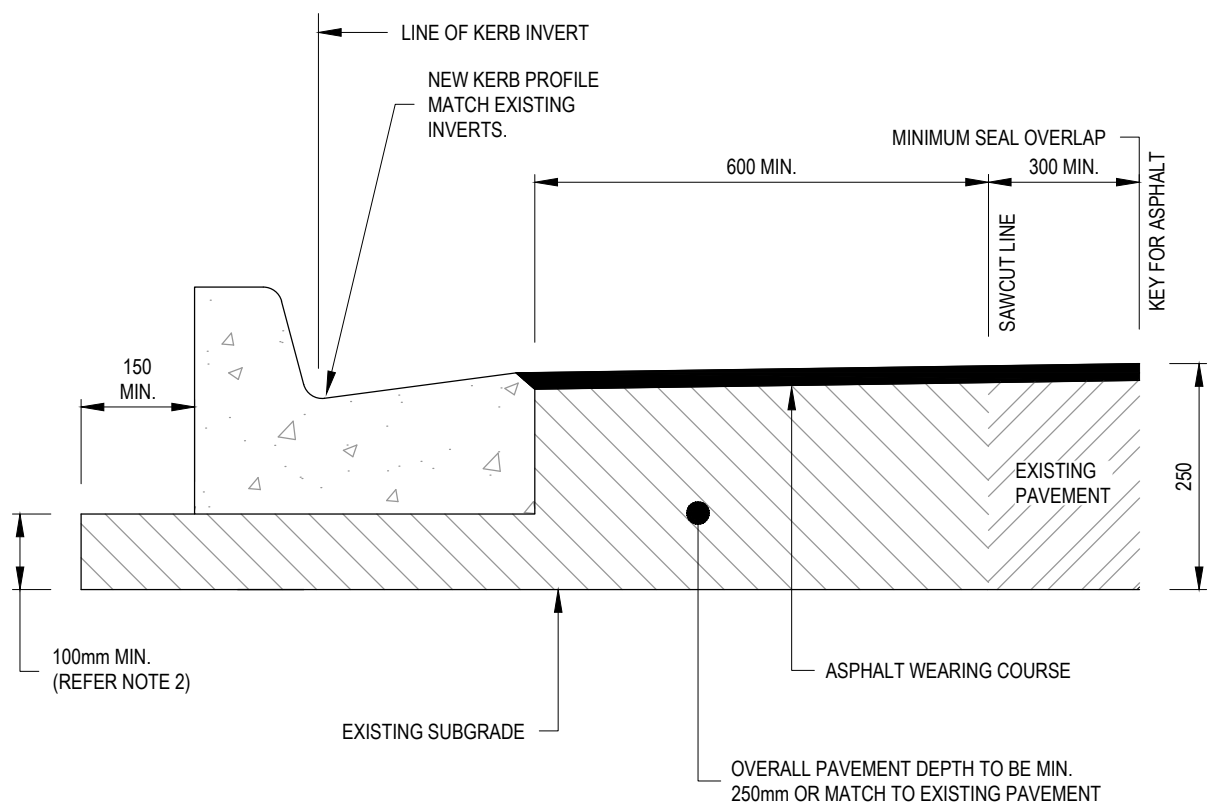 LINE OF KERB INVERT
NEW KERB PROFILE
MATCH EXISTING
INVERTS.
MINIMUM SEAL OVERLAP
600 MIN.
300 MIN.
KEY FOR ASPHALT
SAWCUT LINE
150
MIN.
EXISTING
PAVEMENT
250
100mm MIN.
(REFER NOTE 2)
ASPHALT WEARING COURSE
EXISTING SUBGRADE
OVERALL PAVEMENT DEPTH TO BE MIN.
250mm OR MATCH TO EXISTING PAVEMENT